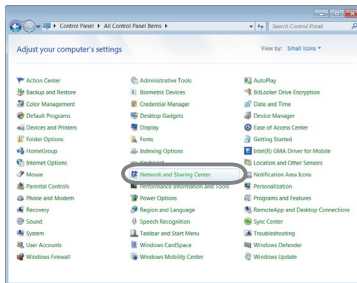 Control Panel ▸ All Control Panel Items ▸
Search Control Panel
Adjust your computer's settings
View by: Small icons
Action Center
Administrative Tools
AutoPlay
Backup and Restore
Biometric Devices
BitLocker Drive Encryption
Color Management
Credential Manager
Date and Time
Default Programs
Desktop Gadgets
Device Manager
Devices and Printers
Display
Ease of Access Center
Folder Options
Fonts
Getting Started
HomeGroup
Indexing Options
Intel(R) GMA Driver for Mobile
Internet Options
Keyboard
Location and Other Sensors
Mouse
Network and Sharing Center
Notification Area Icons
Parental Controls
Performance Information and Tools
Personalization
Phone and Modem
Power Options
Programs and Features
Recovery
Region and Language
RemoteApp and Desktop Connections
Sound
Speech Recognition
Sync Center
System
Taskbar and Start Menu
Troubleshooting
User Accounts
Windows CardSpace
Windows Defender
Windows Firewall
Windows Mobility Center
Windows Update